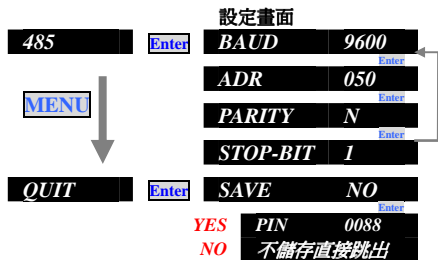 設定畫面
485 Enter BAUD 9600
Enter
ADR 050
Enter
MENU
PARITY N
Enter
STOP-BIT 1
QUIT Enter SAVE NO
Enter
YES PIN 0088
NO 不儲存直接跳出